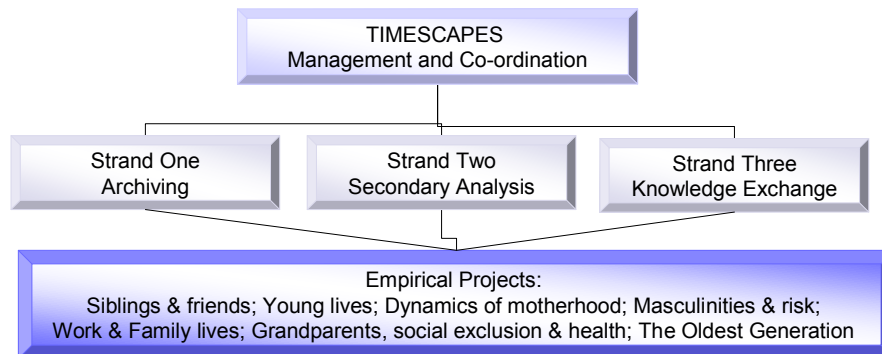 TIMESCAPES
Management and Co-ordination
Strand One
Archiving
Strand Two
Secondary Analysis
Strand Three
Knowledge Exchange
Empirical Projects:
Siblings & friends; Young lives; Dynamics of motherhood; Masculinities & risk;
Work & Family lives; Grandparents, social exclusion & health; The Oldest Generation